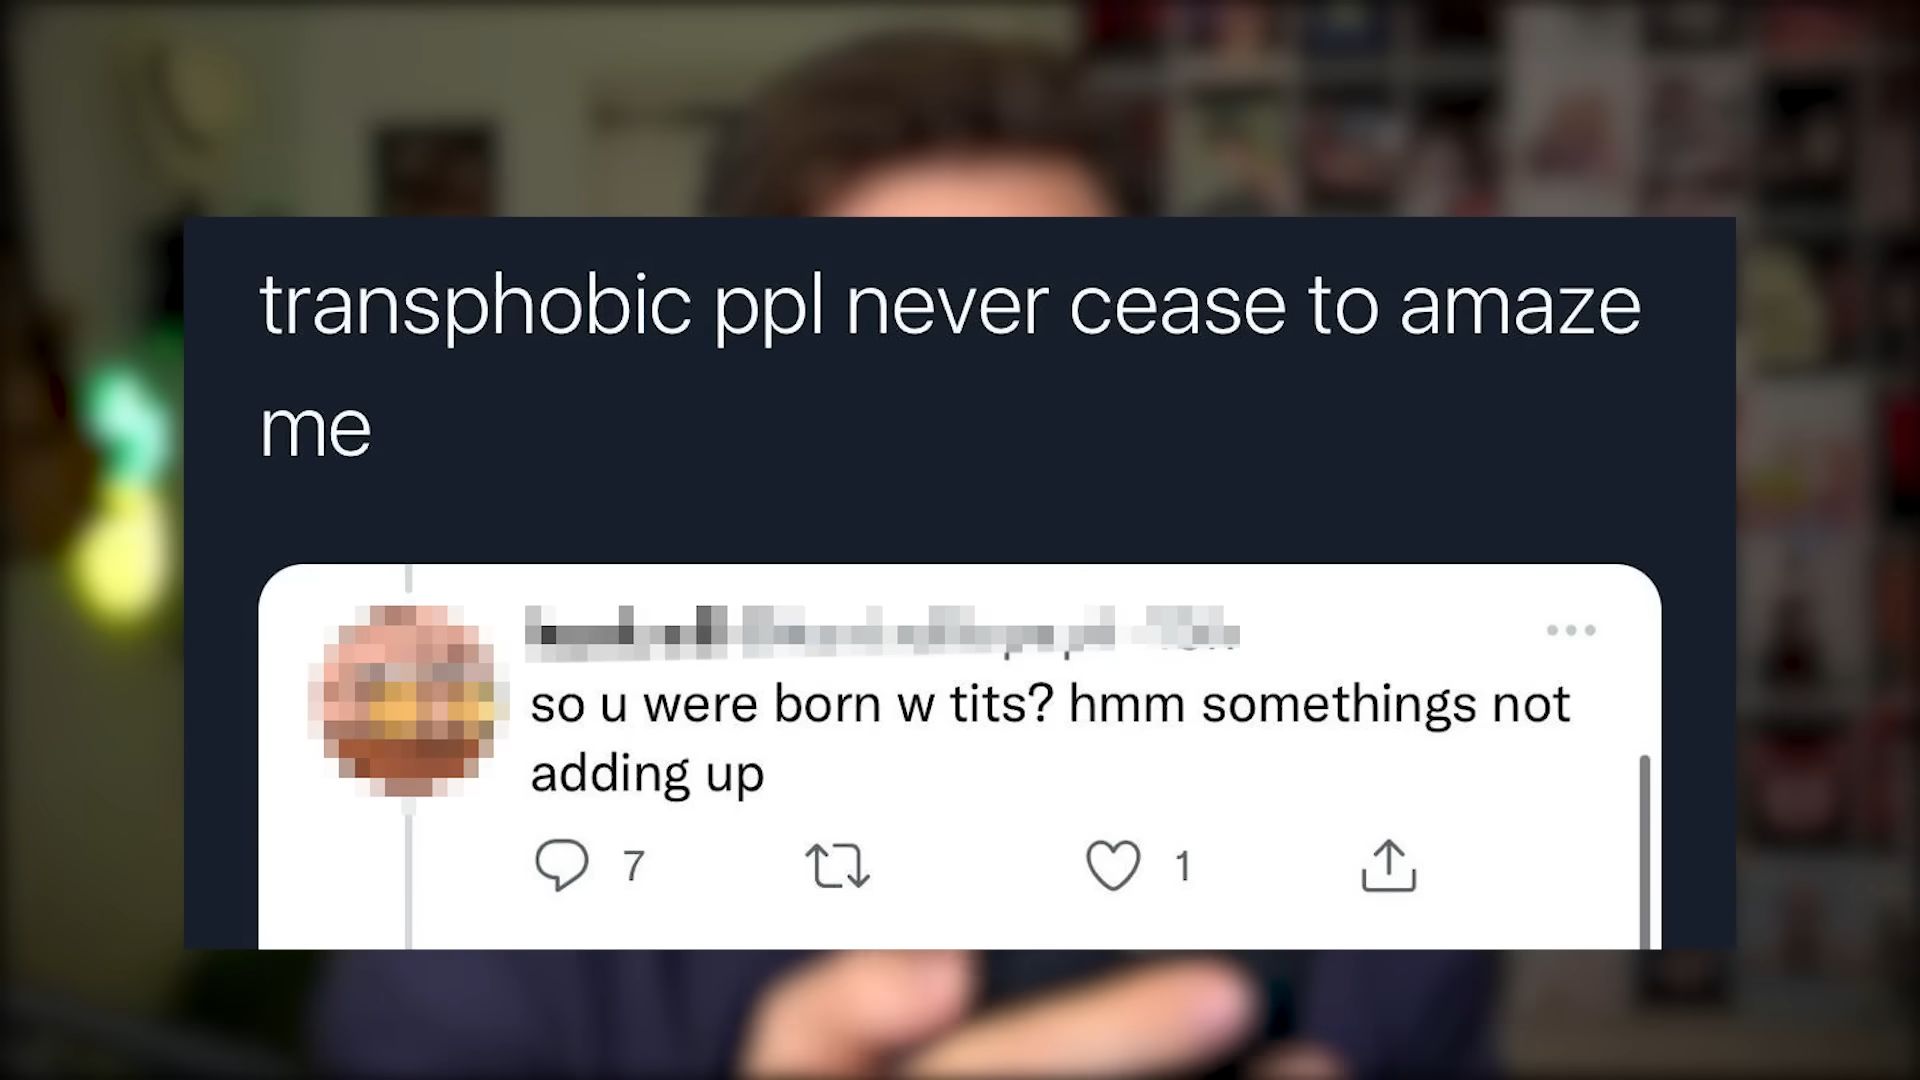 transphobic ppl never cease to amaze
me
so u were born w tits? hmm somethings not
adding up
7
1